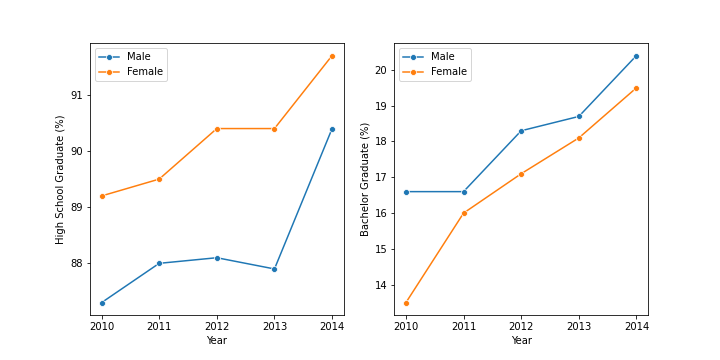 Male
Female
High School Graduate (%)
91
90
89
88
2010 2011 2012 2013 2014
Year
Male
Female
Bachelor Graduate (%)
20
19
18
17
16
15
14
2010 2011 2012 2013 2014
Year